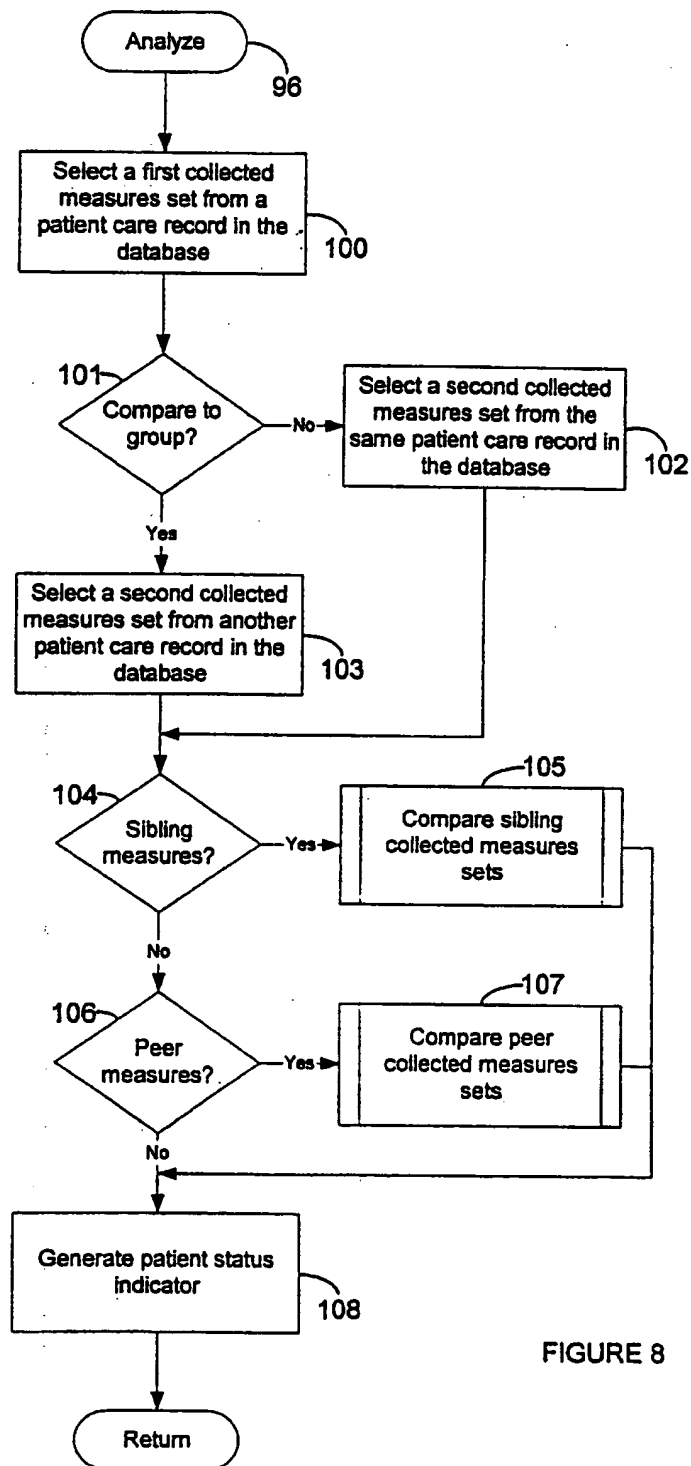 Analyze
96
Select a first collected
measures set from a
patient care record in the
database
100
101
Compare to
group?
No
Select a second collected
measures set from the
same patient care record in
the database
102
Yes
Select a second collected
measures set from another
patient care record in the
database
103
104
Sibling
measures?
Yes
105
Compare sibling
collected measures
sets
No
106
Peer
measures?
Yes
107
Compare peer
collected measures
sets
No
Generate patient status
indicator
108
FIGURE 8
Return